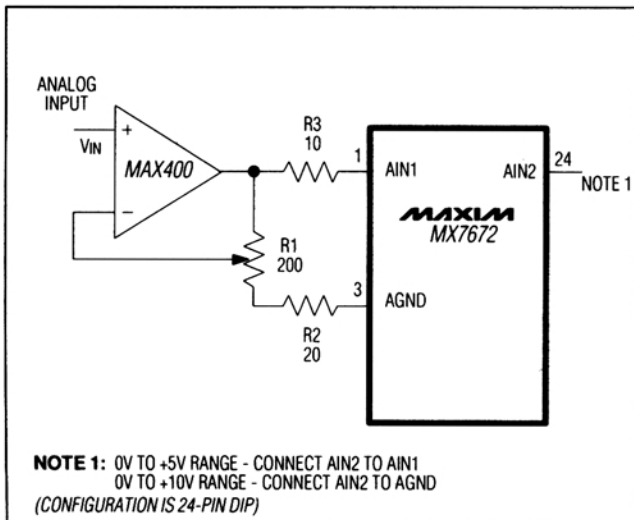 ANALOG
INPUT
VIN
+
−
MAX400
R3
10
1
AIN1
AIN2
24
NOTE 1
MAXIM
MX7672
R1
200
3
AGND
R2
20
NOTE 1: 0V TO +5V RANGE - CONNECT AIN2 TO AIN1
0V TO +10V RANGE - CONNECT AIN2 TO AGND
(CONFIGURATION IS 24-PIN DIP)